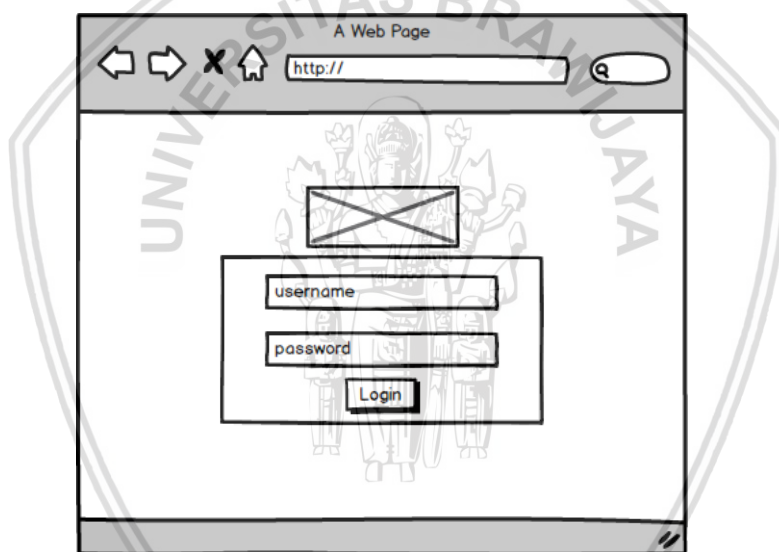 UNIVERSITAS BRAWIJAYA
A Web Page
http://
username
password
Login